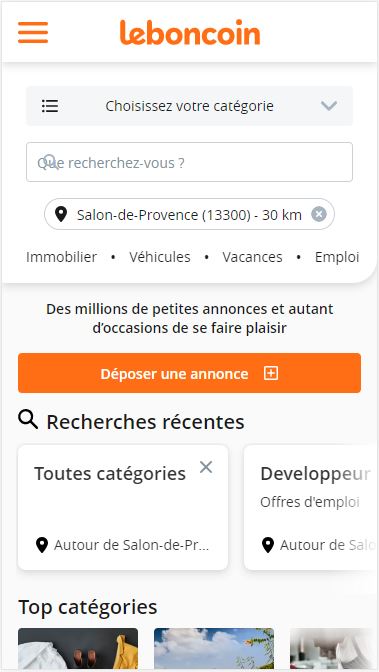 leboncoin
Choisissez votre catégorie
Que recherchez-vous ?
Salon-de-Provence (13300) - 30 km
Immobilier • Véhicules • Vacances • Emploi
Des millions de petites annonces et autant
d’occasions de se faire plaisir
Déposer une annonce
Recherches récentes
Toutes catégories
Autour de Salon-de-Pr...
Developpeur
Offres d'emploi
Autour de Salo
Top catégories